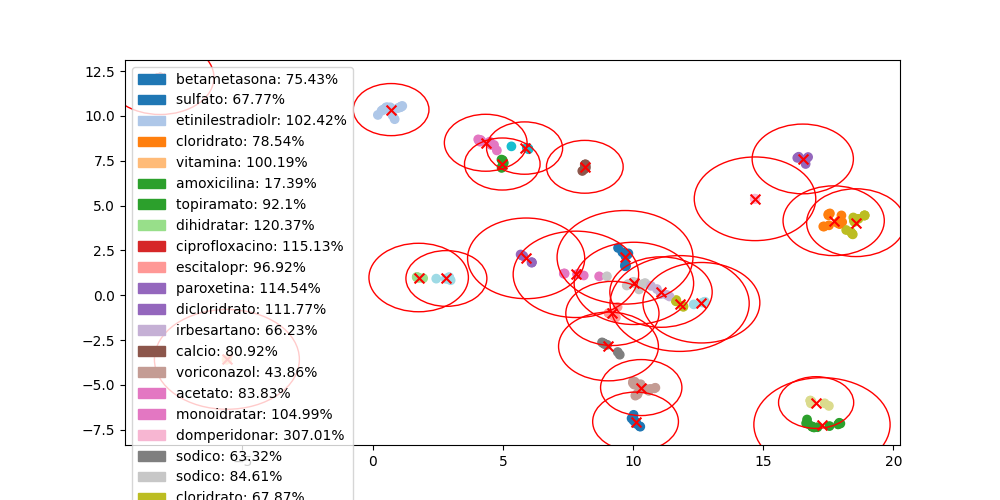 12.5
10.0
7.5
5.0
2.5
0.0
−2.5
−5.0
−7.5
betametasona: 75.43%
sulfato: 67.77%
etinilestradiolr: 102.42%
cloridrato: 78.54%
vitamina: 100.19%
amoxicilina: 17.39%
topiramato: 92.1%
dihidratar: 120.37%
ciprofloxacino: 115.13%
escitalopr: 96.92%
paroxetina: 114.54%
dicloridrato: 111.77%
irbesartano: 66.23%
calcio: 80.92%
voriconazol: 43.86%
acetato: 83.83%
monoidratar: 104.99%
domperidonar: 307.01%
sodico: 63.32%
sodico: 84.61%
cloridrato: 67.87%
−5
0
5
10
15
20